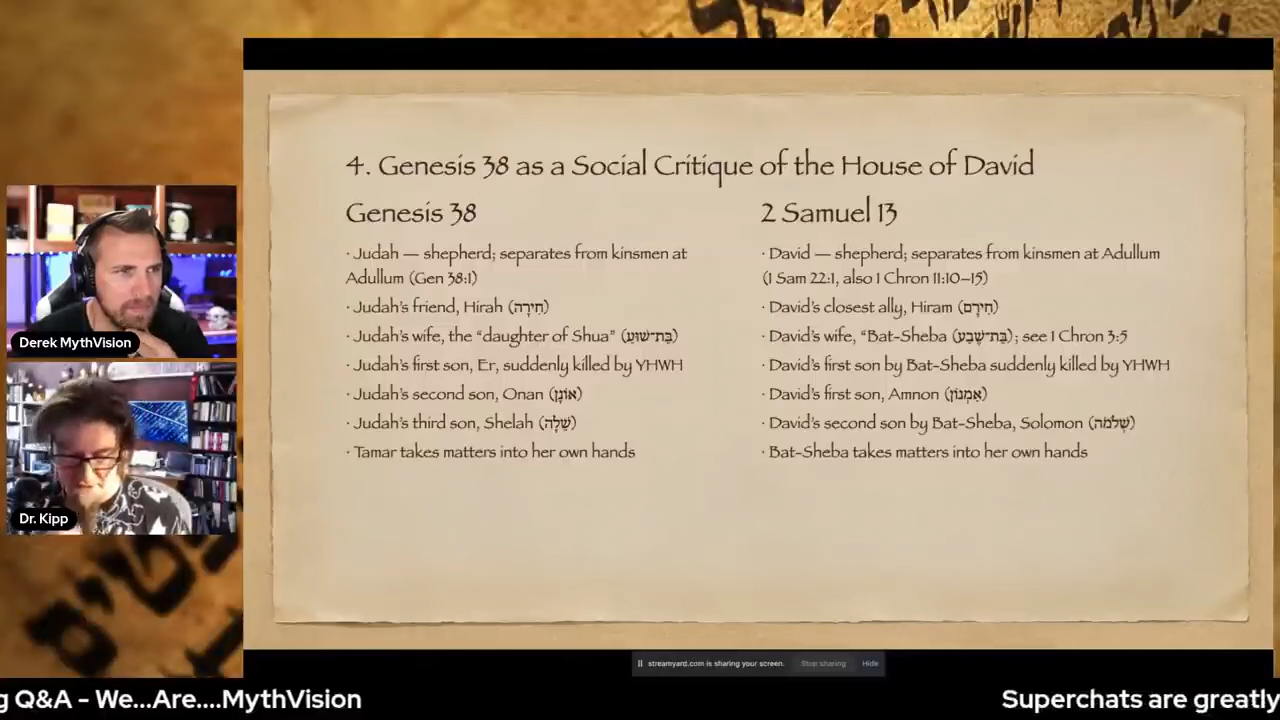 4. Genesis 38 as a Social Critique of the House of David
Genesis 38
· Judah — shepherd; separates from kinsmen at
Adullum (Gen 38:1)
· Judah's friend, Hirah (חִירָה)
· Judah's wife, the “daughter of Shua” (בַּת־שׁוּעַ)
· Judah's first son, Er, suddenly killed by YHWH
· Judah's second son, Onan (אוֹנָן)
· Judah's third son, Shelah (שֵׁלָה)
· Tamar takes matters into her own hands
2 Samuel 13
· David — shepherd; separates from kinsmen at Adullum
(1 Sam 22:1, also 1 Chron 11:10–15)
· David's closest ally, Hiram (חִירָם)
· David's wife, “Bat-Sheba (בַּת־שֶׁבַע); see 1 Chron 3:5
· David's first son by Bat-Sheba suddenly killed by YHWH
· David's first son, Amnon (אַמְנוֹן)
· David's second son by Bat-Sheba, Solomon (שְׁלֹמֹה)
· Bat-Sheba takes matters into her own hands
Derek MythVision
Dr. Kipp
streamyard.com is sharing your screen.
Stop sharing
Hide
g Q&A - We...Are....MythVision
Superchats are greatly